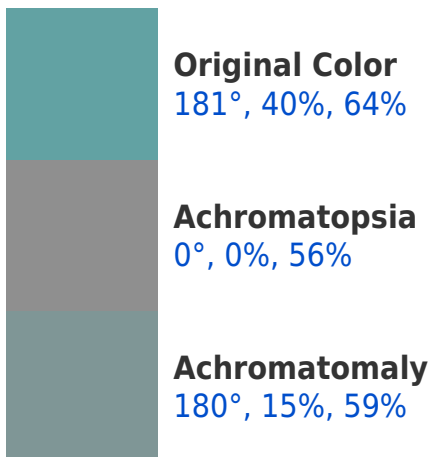 Original Color
181°, 40%, 64%
Achromatopsia
0°, 0%, 56%
Achromatomaly
180°, 15%, 59%